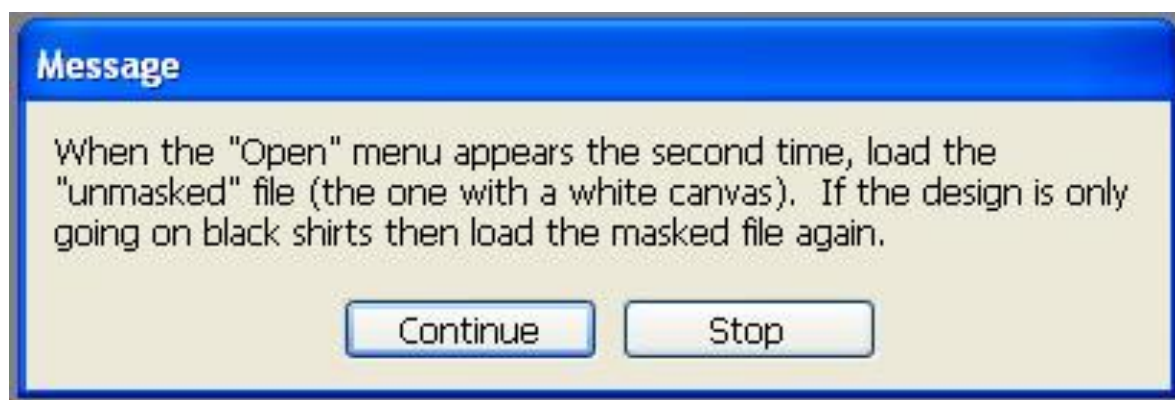 Message
When the "Open" menu appears the second time, load the
"unmasked" file (the one with a white canvas).  If the design is only
going on black shirts then load the masked file again.
Continue
Stop